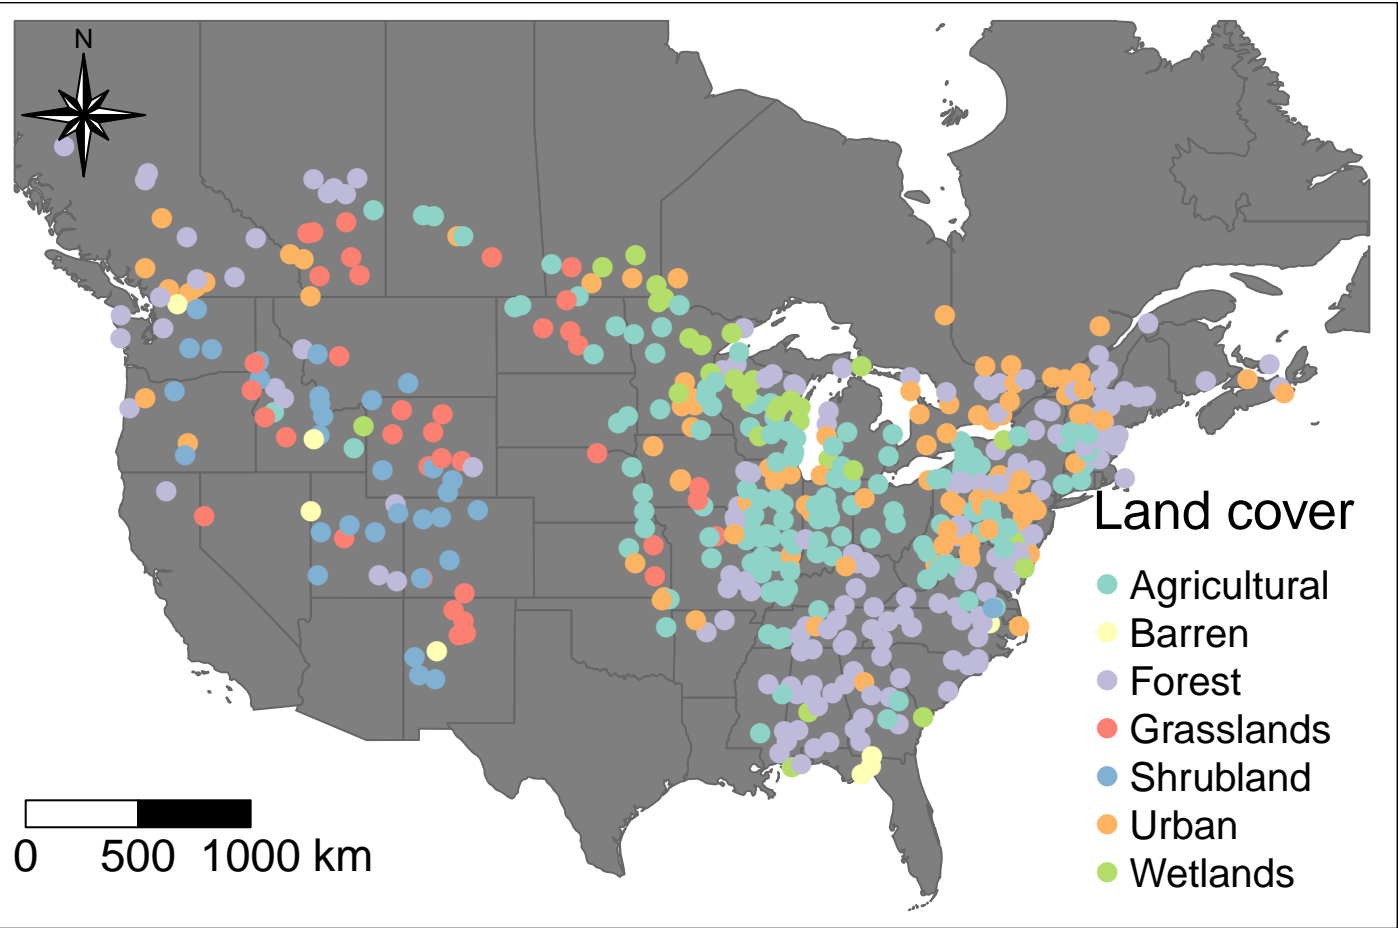 N
Land cover
Agricultural
Barren
Forest
Grasslands
Shrubland
Urban
Wetlands
0 500 1000 km